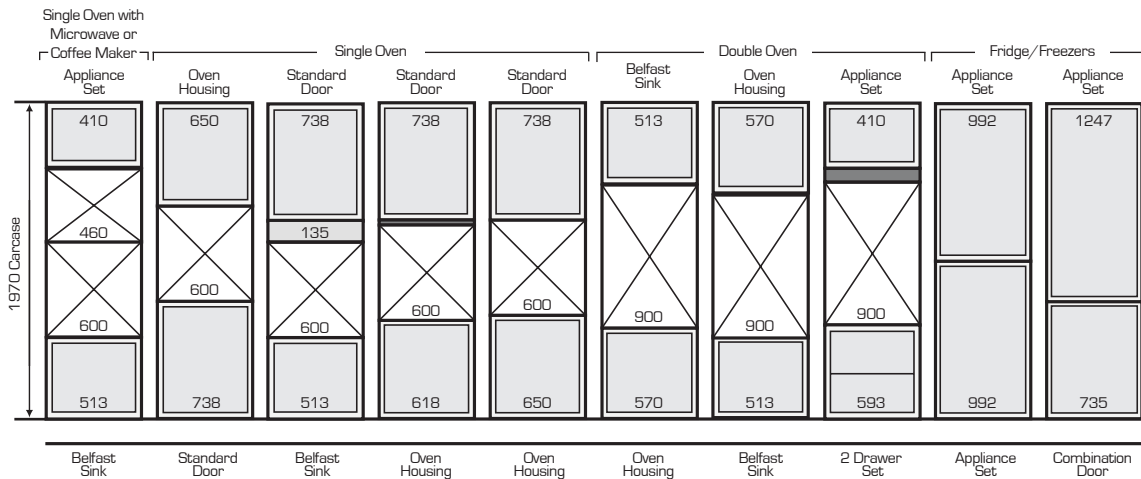 Single Oven with
Microwave or
Coffee Maker
Single Oven
Double Oven
Fridge/Freezers
Appliance
Set
Oven
Housing
Standard
Door
Standard
Door
Standard
Door
Belfast
Sink
Oven
Housing
Appliance
Set
Appliance
Set
Appliance
Set
1970 Carcase
410
460
600
513
650
600
738
738
135
600
513
738
600
618
738
600
650
513
900
570
570
900
513
410
900
593
992
992
1247
735
Belfast
Sink
Standard
Door
Belfast
Sink
Oven
Housing
Oven
Housing
Oven
Housing
Belfast
Sink
2 Drawer
Set
Appliance
Set
Combination
Door